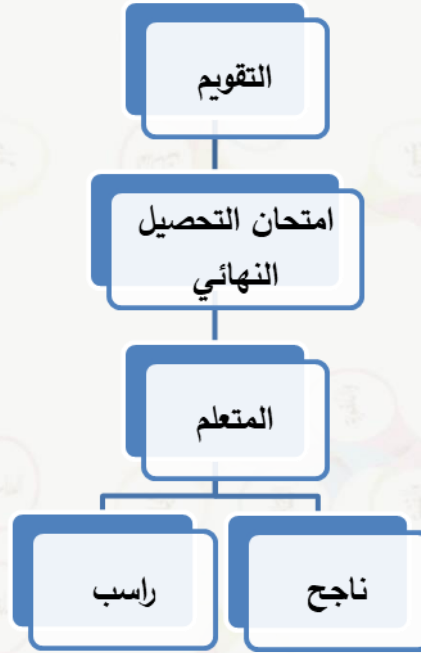 التقويم
امتحان التحصيل
النهائي
المتعلم
ناجح
راسب